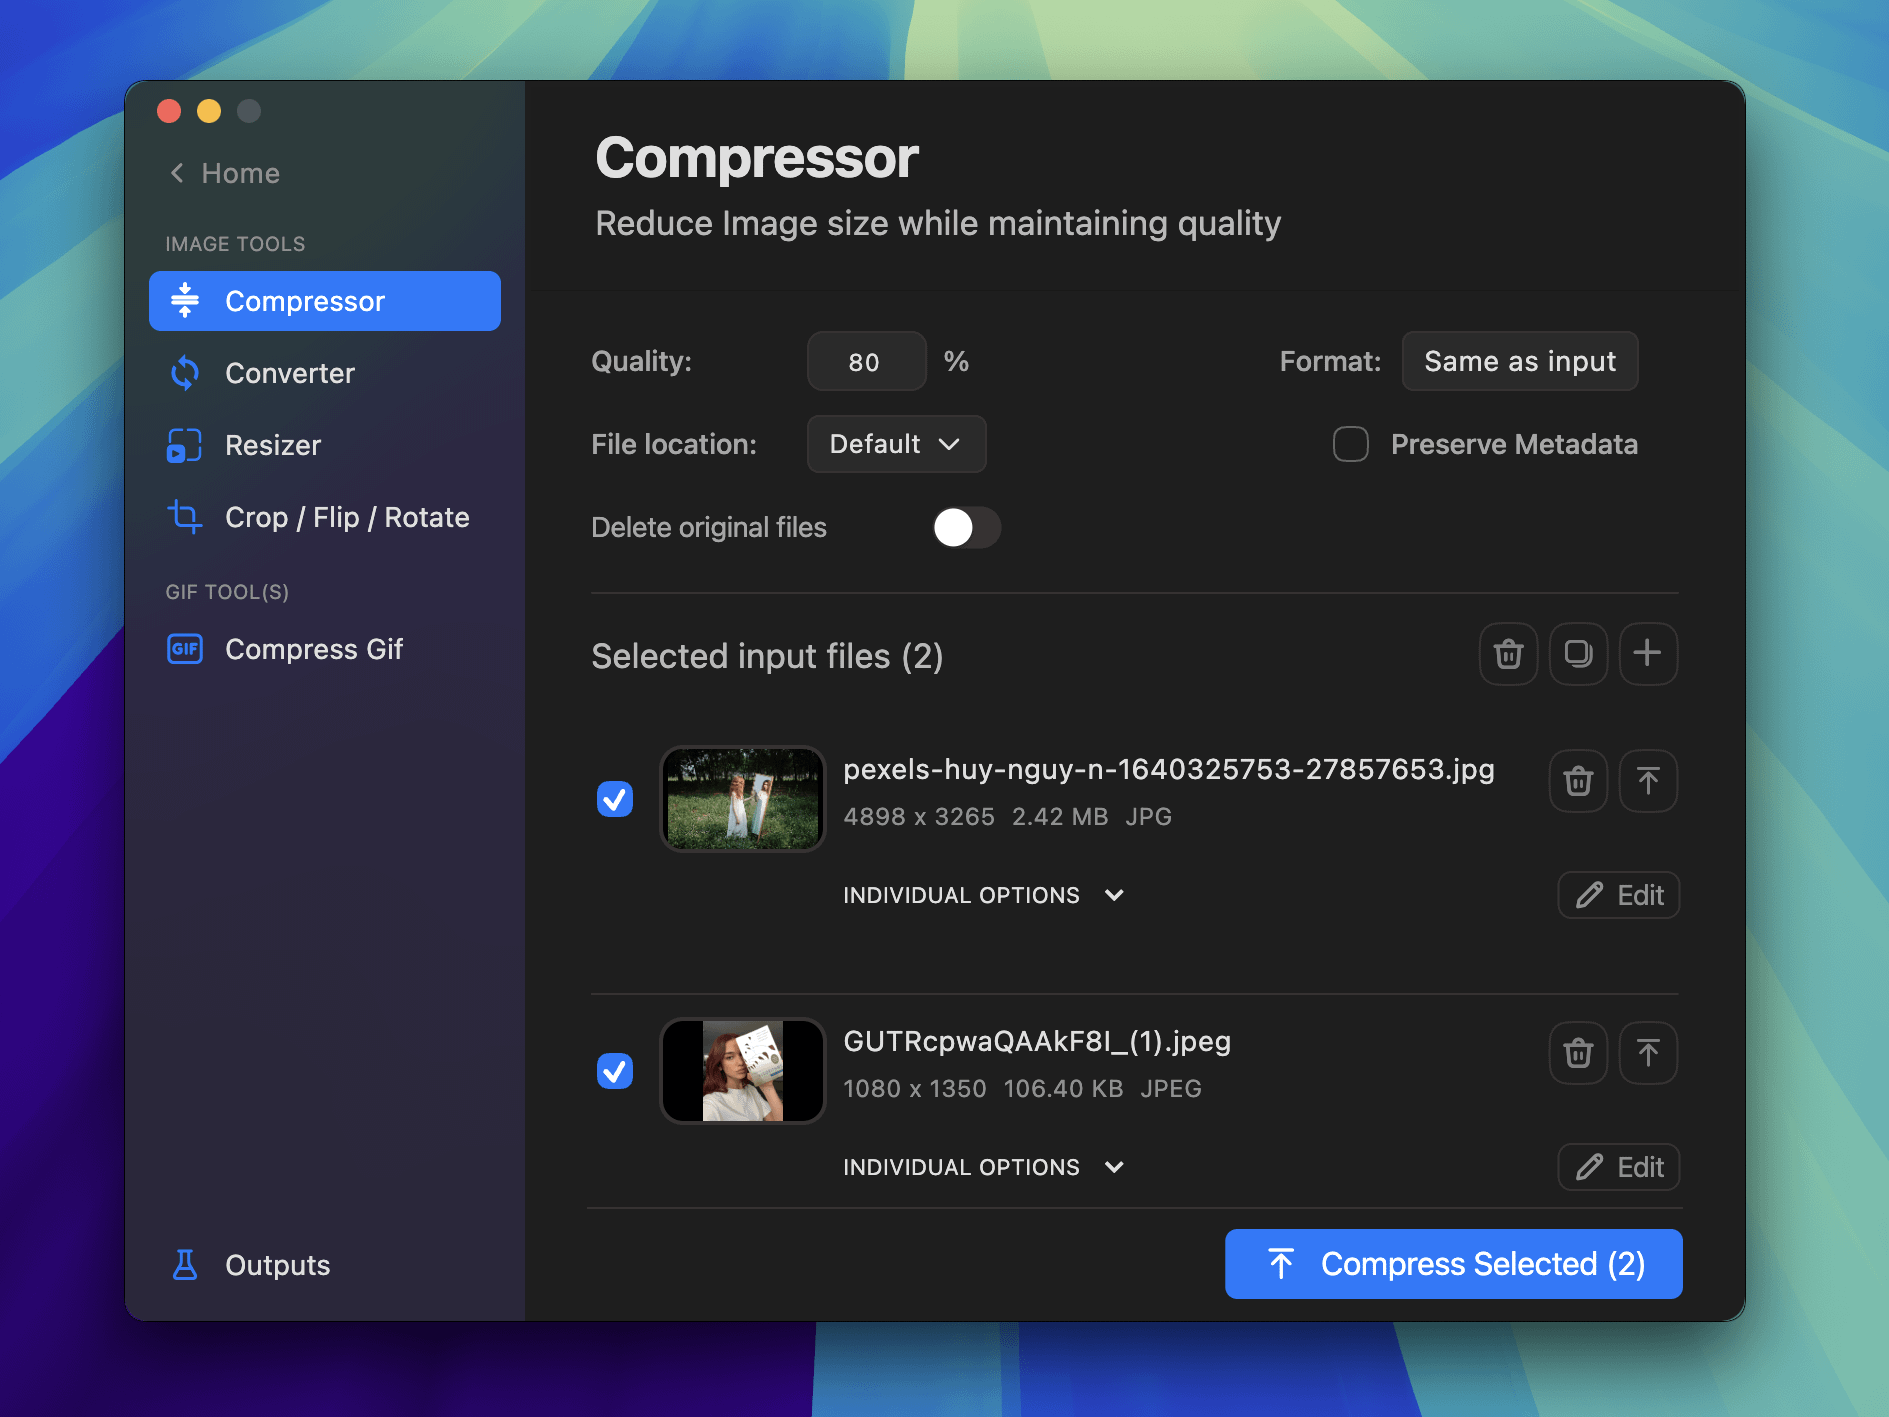 Home
IMAGE TOOLS
Compressor
Converter
Resizer
Crop / Flip / Rotate
GIF TOOL(S)
GIF
Compress Gif
Outputs
Compressor
Reduce Image size while maintaining quality
Quality: 80 %
Format: Same as input
File location: Default
Preserve Metadata
Delete original files
Selected input files (2)
pexels-huy-nguy-n-1640325753-27857653.jpg
4898 x 3265 2.42 MB JPG
INDIVIDUAL OPTIONS
Edit
GUTRcpwaQAAkF8I_(1).jpeg
1080 x 1350 106.40 KB JPEG
INDIVIDUAL OPTIONS
Edit
Compress Selected (2)